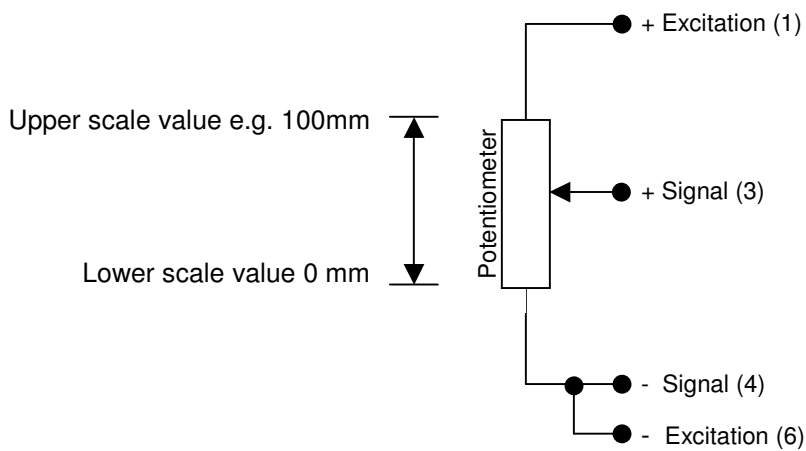 + Excitation (1)
Upper scale value e.g. 100mm
Potentiometer
+ Signal (3)
Lower scale value 0 mm
- Signal (4)
- Excitation (6)